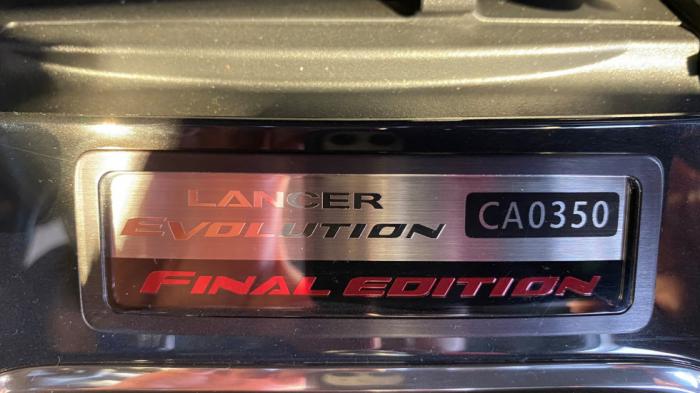 LANCER
EVOLUTION
CA0350
FINAL EDITION